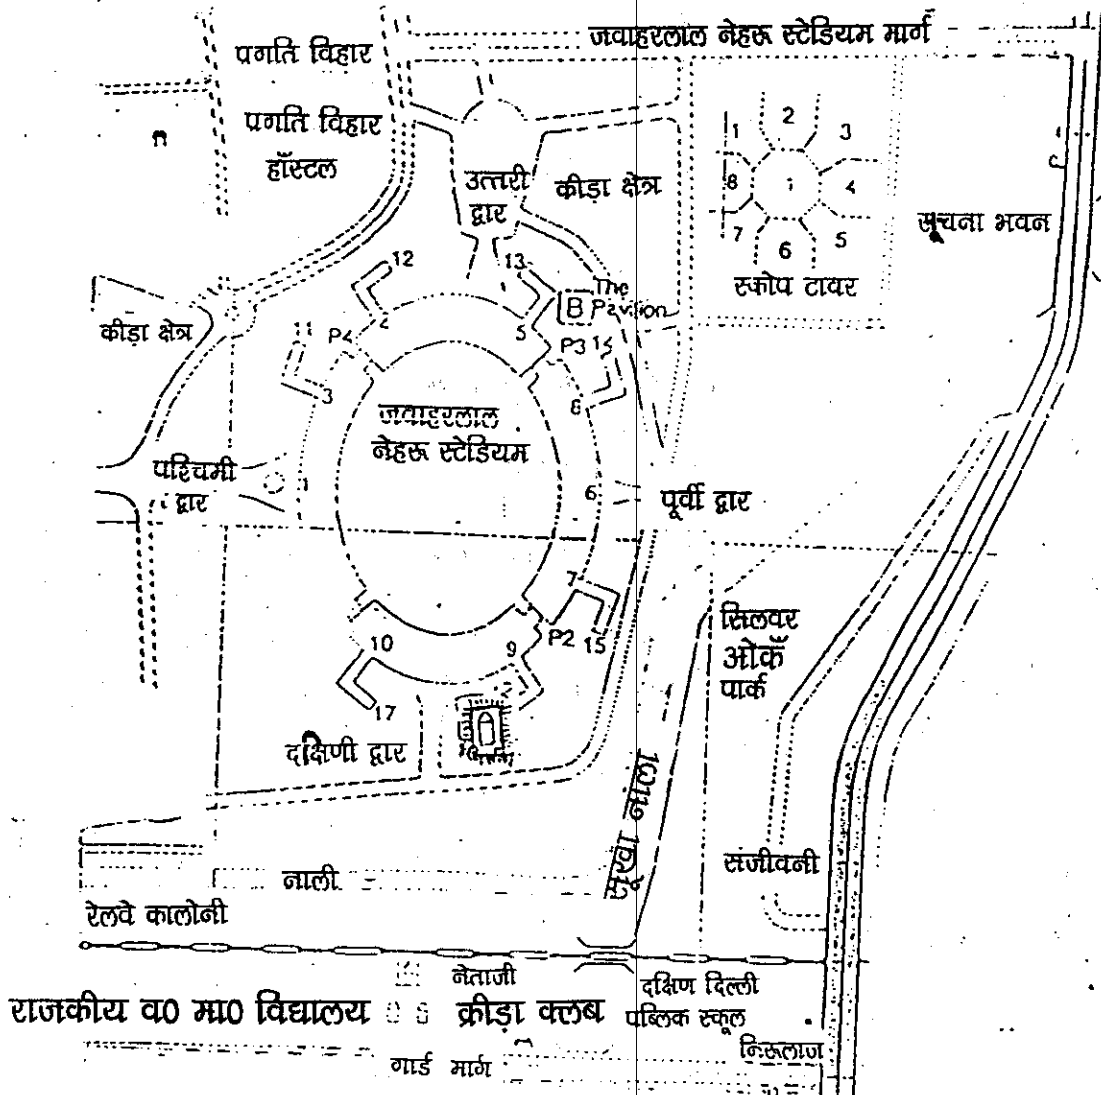 जवाहरलाल नेहरू स्टेडियम मार्ग
प्रगति विहार
प्रगति विहार
हॉस्टल
उत्तरी
द्वार
कीड़ा क्षेत्र
1
2
3
8
1
4
7
6
5
स्कोप टावर
सूचना भवन
12
13
The
B Pavilion
कीड़ा क्षेत्र
11
P4
2
5
P3
14
3
8
जवाहरलाल
नेहरू स्टेडियम
पश्चिमी
द्वार
1
6
पूर्वी द्वार
7
P2
15
10
9
17
सिलवर
ओक
पार्क
दक्षिणी द्वार
सूखा नाला
नाली
संजीवनी
रेलवे कालोनी
नेताजी
दक्षिण दिल्ली
राजकीय व0 मा0 विद्यालय
क्रीड़ा क्लब
पब्लिक स्कूल
निरूलाज
गार्ड मार्ग